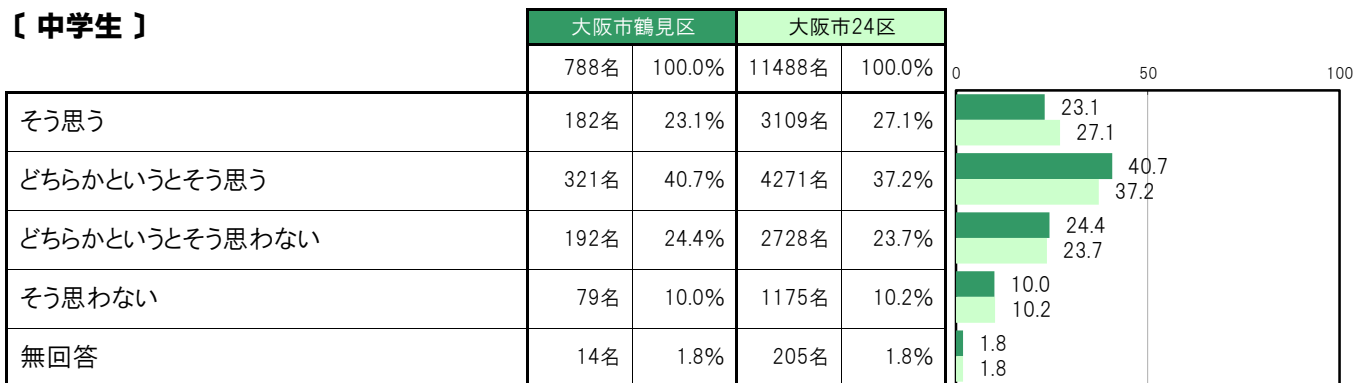 〔 中学生 〕
大阪市鶴見区 大阪市24区
788名 100.0% 11488名 100.0%
0 50 100
そう思う 182名 23.1% 3109名 27.1%
23.1
27.1
どちらかというとそう思う 321名 40.7% 4271名 37.2%
40.7
37.2
どちらかというとそう思わない 192名 24.4% 2728名 23.7%
24.4
23.7
そう思わない 79名 10.0% 1175名 10.2%
10.0
10.2
無回答 14名 1.8% 205名 1.8%
1.8
1.8